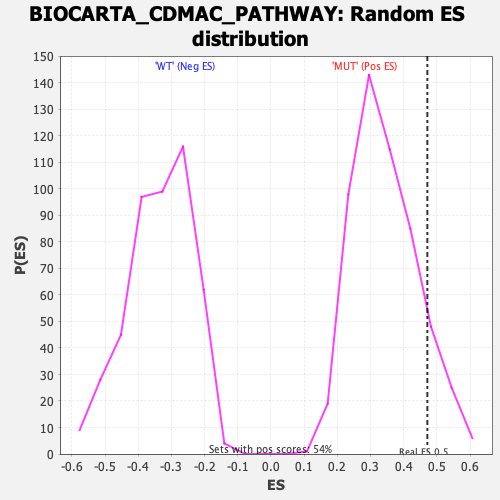 BIOCARTA_CDMAC_PATHWAY: Random ES
distribution
'WT' (Neg ES)
'MUT' (Pos ES)
150
140
130
120
110
100
90
80
70
60
50
40
30
20
10
0
P(ES)
Sets with pos scores: 54%
Real ES 0.5
-0.6 -0.5 -0.4 -0.3 -0.2 -0.1 0.0 0.1 0.2 0.3 0.4 0.5 0.6
ES